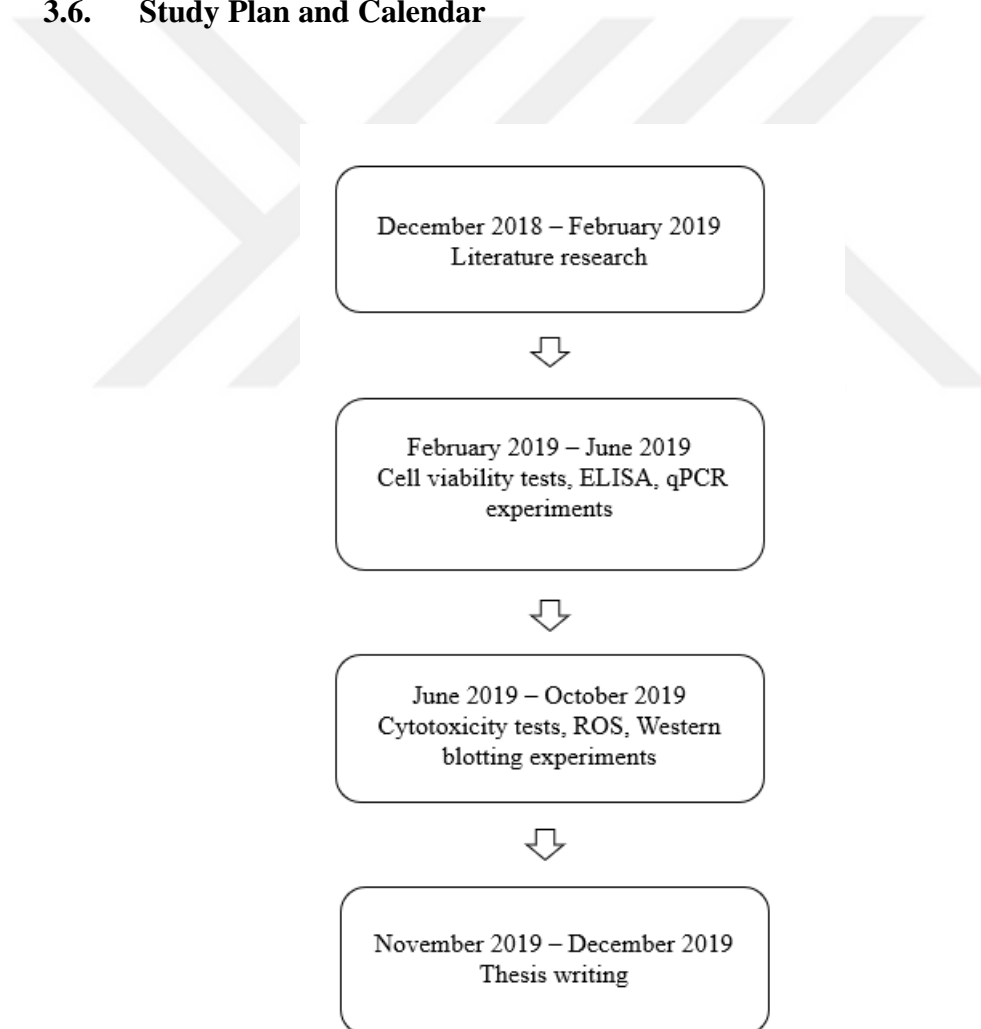 3.6. Study Plan and Calendar
December 2018 – February 2019
Literature research
February 2019 – June 2019
Cell viability tests, ELISA, qPCR
experiments
June 2019 – October 2019
Cytotoxicity tests, ROS, Western
blotting experiments
November 2019 – December 2019
Thesis writing